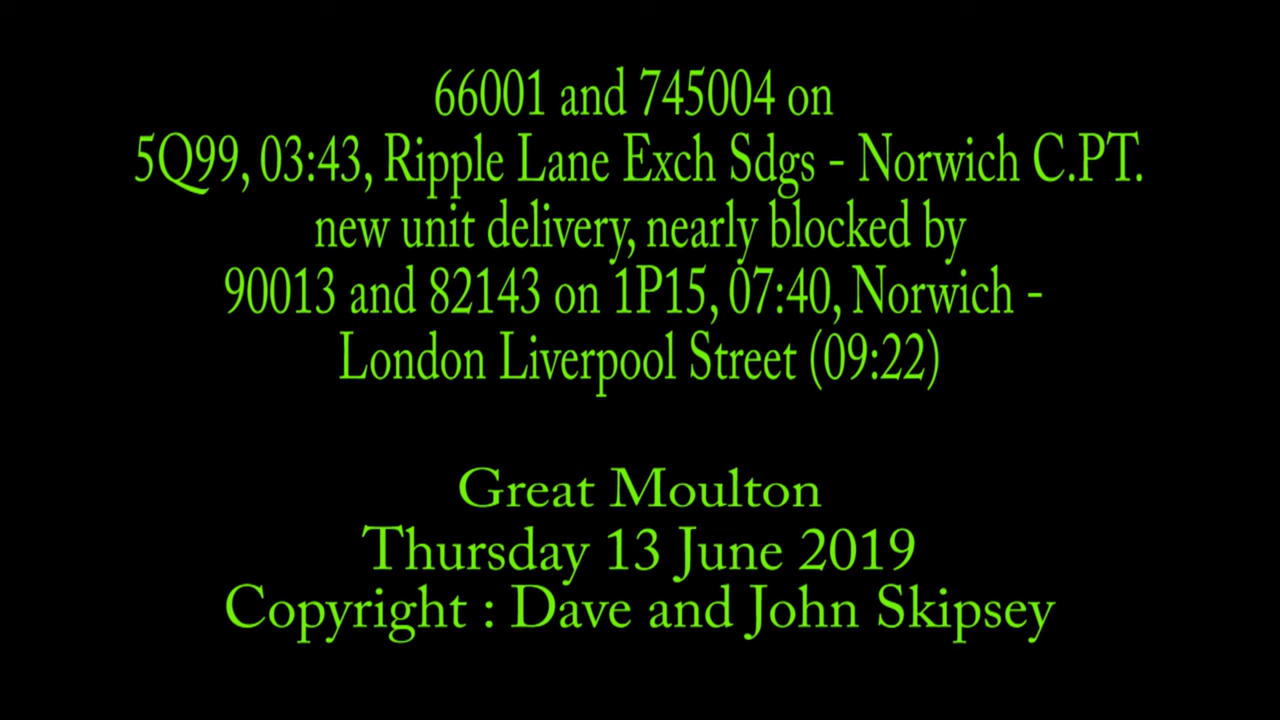 66001 and 745004 on
5Q99, 03:43, Ripple Lane Exch Sdgs - Norwich C.PT.
new unit delivery, nearly blocked by
90013 and 82143 on 1P15, 07:40, Norwich -
London Liverpool Street (09:22)
Great Moulton
Thursday 13 June 2019
Copyright : Dave and John Skipsey